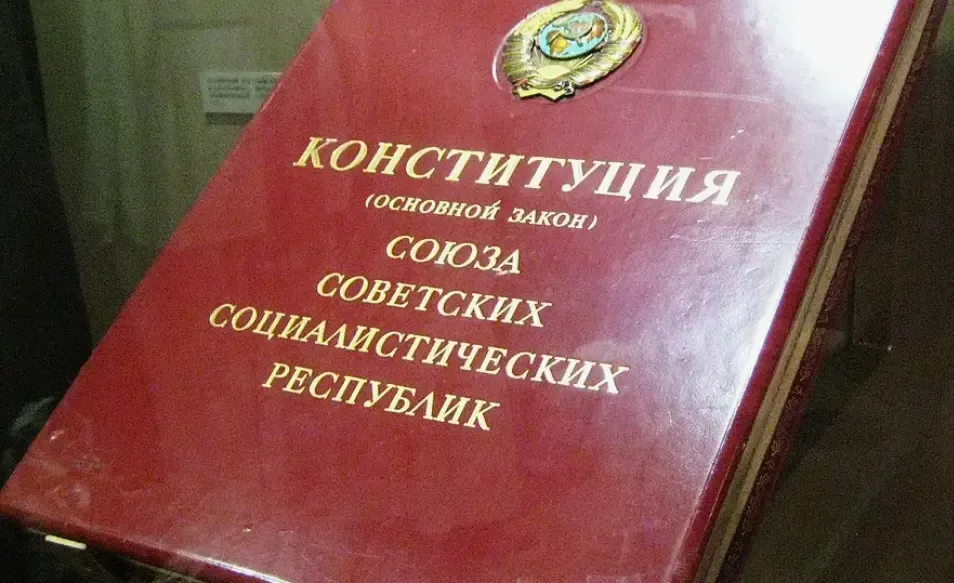 КОНСТИТУЦИЯ
(ОСНОВНОЙ ЗАКОН)
СОЮЗА
СОВЕТСКИХ
СОЦИАЛИСТИЧЕСКИХ
РЕСПУБЛИК